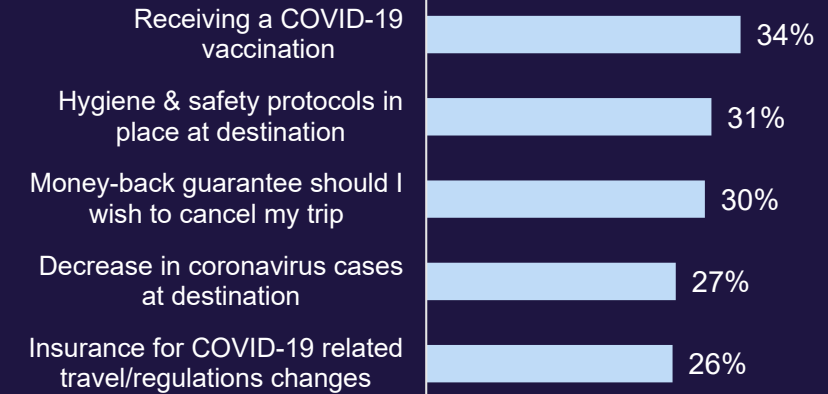 Receiving a COVID-19
vaccination
34%
Hygiene & safety protocols in
place at destination
31%
Money-back guarantee should I
wish to cancel my trip
30%
Decrease in coronavirus cases
at destination
27%
Insurance for COVID-19 related
travel/regulations changes
26%